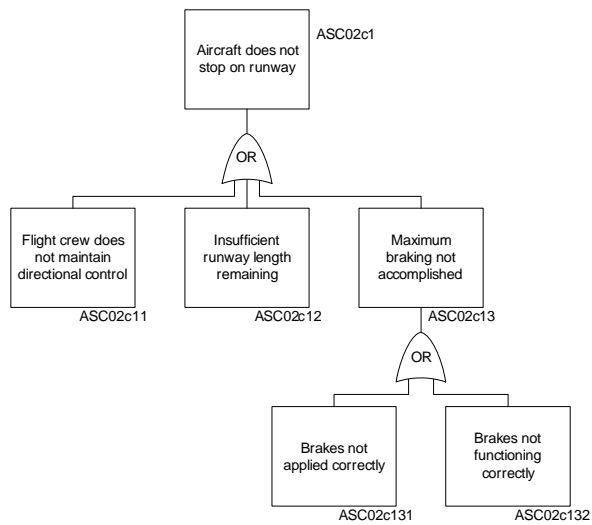 Aircraft does not
stop on runway
ASC02c1
OR
Flight crew does
not maintain
directional control
ASC02c11
Insufficient
runway length
remaining
ASC02c12
Maximum
braking not
accomplished
ASC02c13
OR
Brakes not
applied correctly
ASC02c131
Brakes not
functioning
correctly
ASC02c132